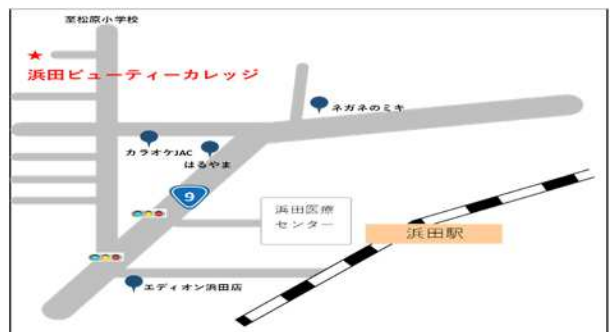 至松原小学校
★
浜田ビューティーカレッジ
ネガネのミキ
カラオケJAC
はるやま
9
浜田医療
センター
浜田駅
エディオン浜田店